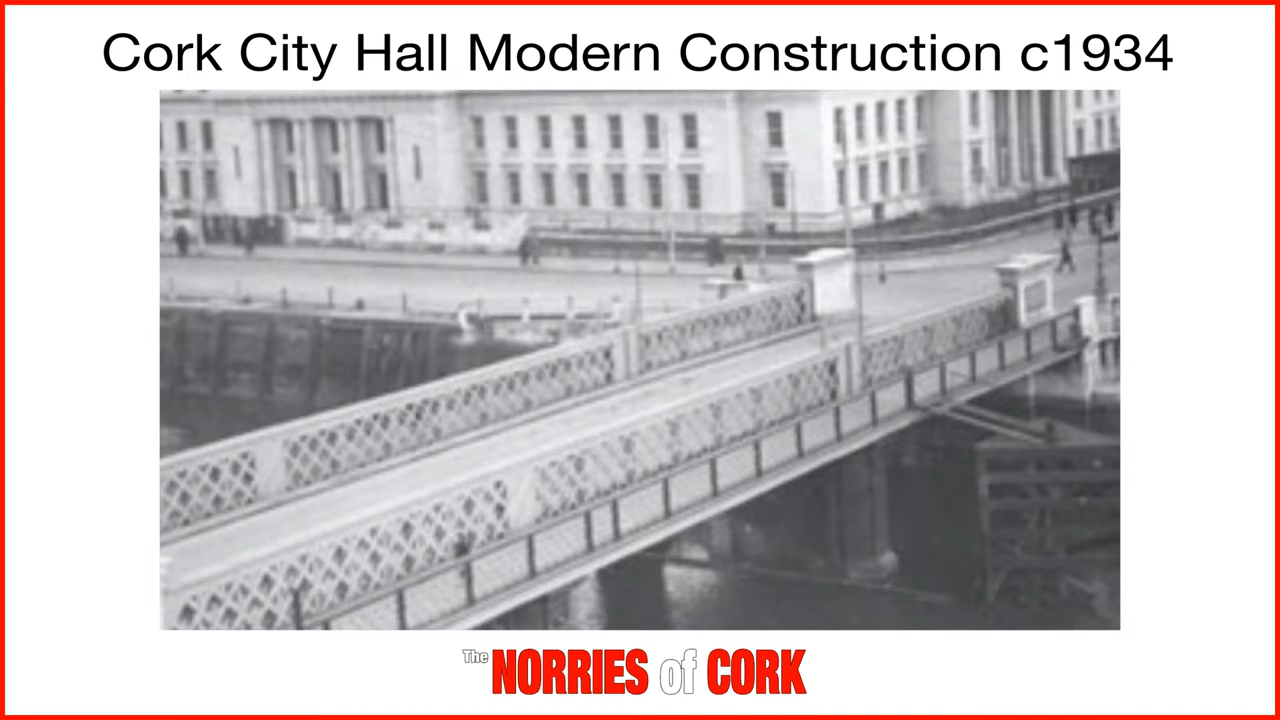 Cork City Hall Modern Construction c1934
The NORRIES of CORK